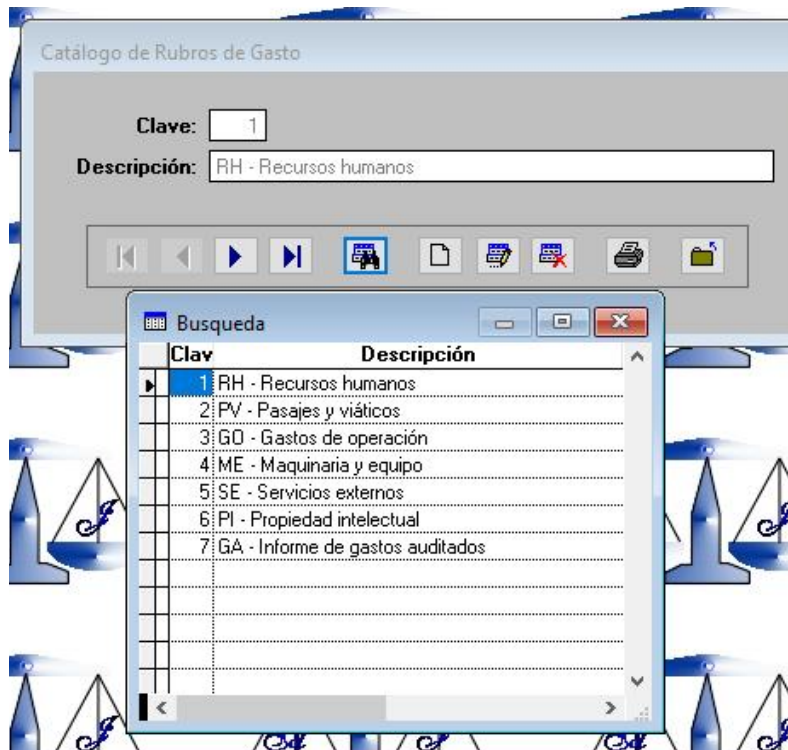 Catálogo de Rubros de Gasto
Clave: 1
Descripción: RH - Recursos humanos
Busqueda
Clav Descripción
1 RH - Recursos humanos
2 PV - Pasajes y viáticos
3 GO - Gastos de operación
4 ME - Maquinaria y equipo
5 SE - Servicios externos
6 PI - Propiedad intelectual
7 GA - Informe de gastos auditados